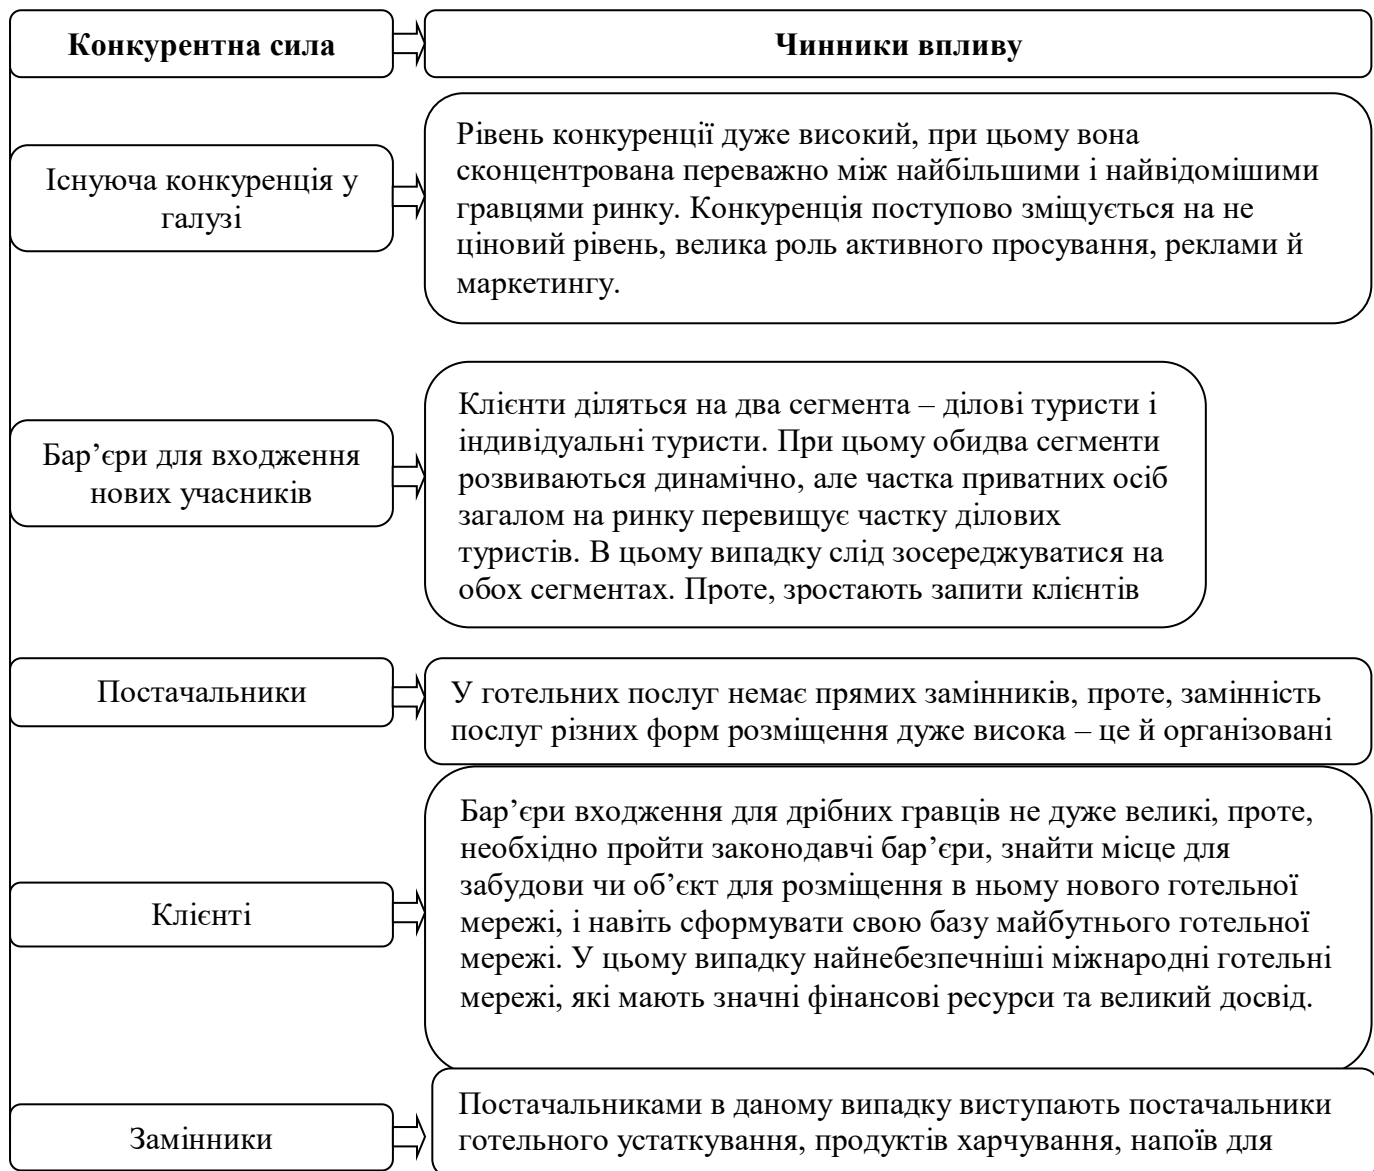 Конкурентна сила
Чинники впливу
Існуюча конкуренція у
галузі
Рівень конкуренції дуже високий, при цьому вона
сконцентрована переважно між найбільшими і найвідомішими
гравцями ринку. Конкуренція поступово зміщується на не
ціновий рівень, велика роль активного просування, реклами й
маркетингу.
Бар’єри для входження
нових учасників
Клієнти діляться на два сегмента – ділові туристи і
індивідуальні туристи. При цьому обидва сегменти
розвиваються динамічно, але частка приватних осіб
загалом на ринку перевищує частку ділових
туристів. В цьому випадку слід зосереджуватися на
обох сегментах. Проте, зростають запити клієнтів
Постачальники
У готельних послуг немає прямих замінників, проте, замінність
послуг різних форм розміщення дуже висока – це й організовані
Клієнті
Бар’єри входження для дрібних гравців не дуже великі, проте,
необхідно пройти законодавчі бар’єри, знайти місце для
забудови чи об’єкт для розміщення в ньому нового готельної
мережі, і навіть сформувати свою базу майбутнього готельної
мережі. У цьому випадку найнебезпечніші міжнародні готельні
мережі, які мають значні фінансові ресурси та великий досвід.
Замінники
Постачальниками в даному випадку виступають постачальники
готельного устаткування, продуктів харчування, напоїв для